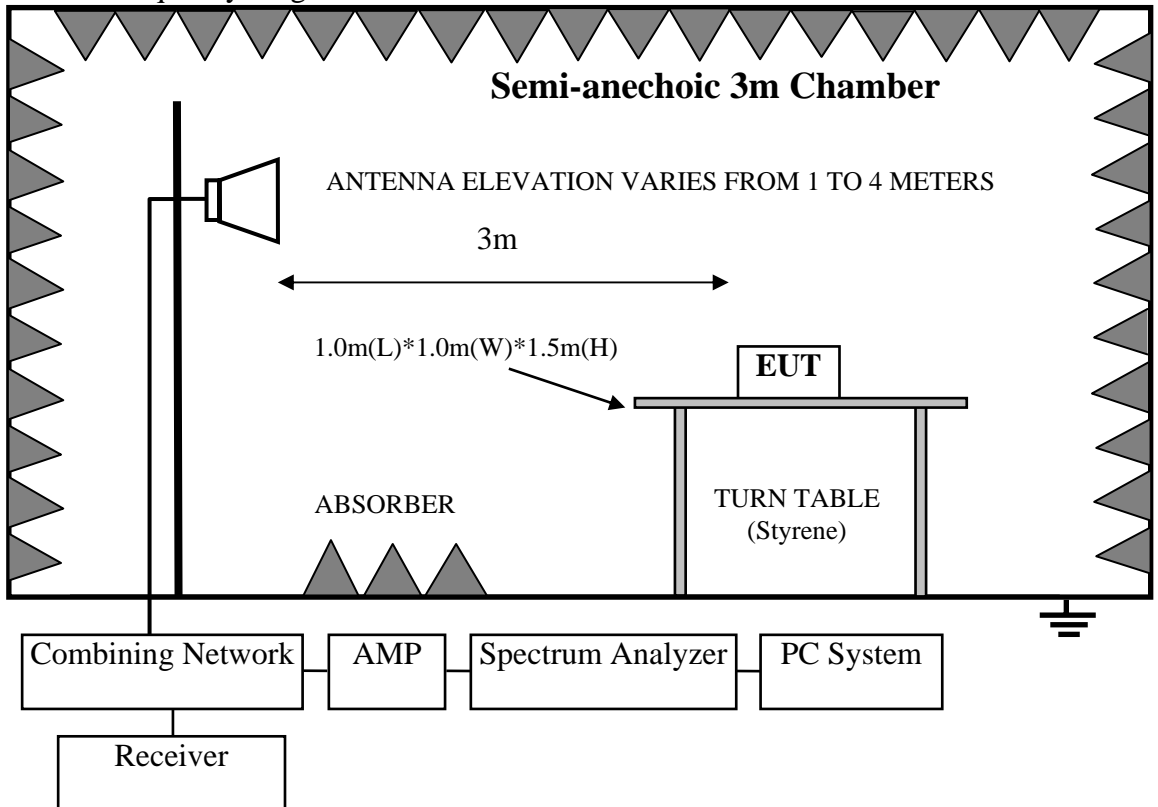 Semi-anechoic 3m Chamber
ANTENNA ELEVATION VARIES FROM 1 TO 4 METERS
3m
1.0m(L)*1.0m(W)*1.5m(H)
EUT
ABSORBER
TURN TABLE
(Styrene)
Combining Network
AMP
Spectrum Analyzer
PC System
Receiver